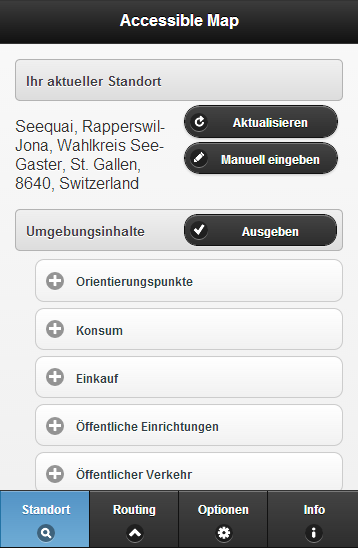 Accessible Map
Ihr aktueller Standort
Seequai, Rapperswil-
Jona, Wahlkreis See-
Gaster, St. Gallen,
8640, Switzerland
Aktualisieren
Manuell eingeben
Umgebungsinhalte
Ausgeben
Orientierungspunkte
Konsum
Einkauf
Öffentliche Einrichtungen
Öffentlicher Verkehr
Standort
Routing
Optionen
Info